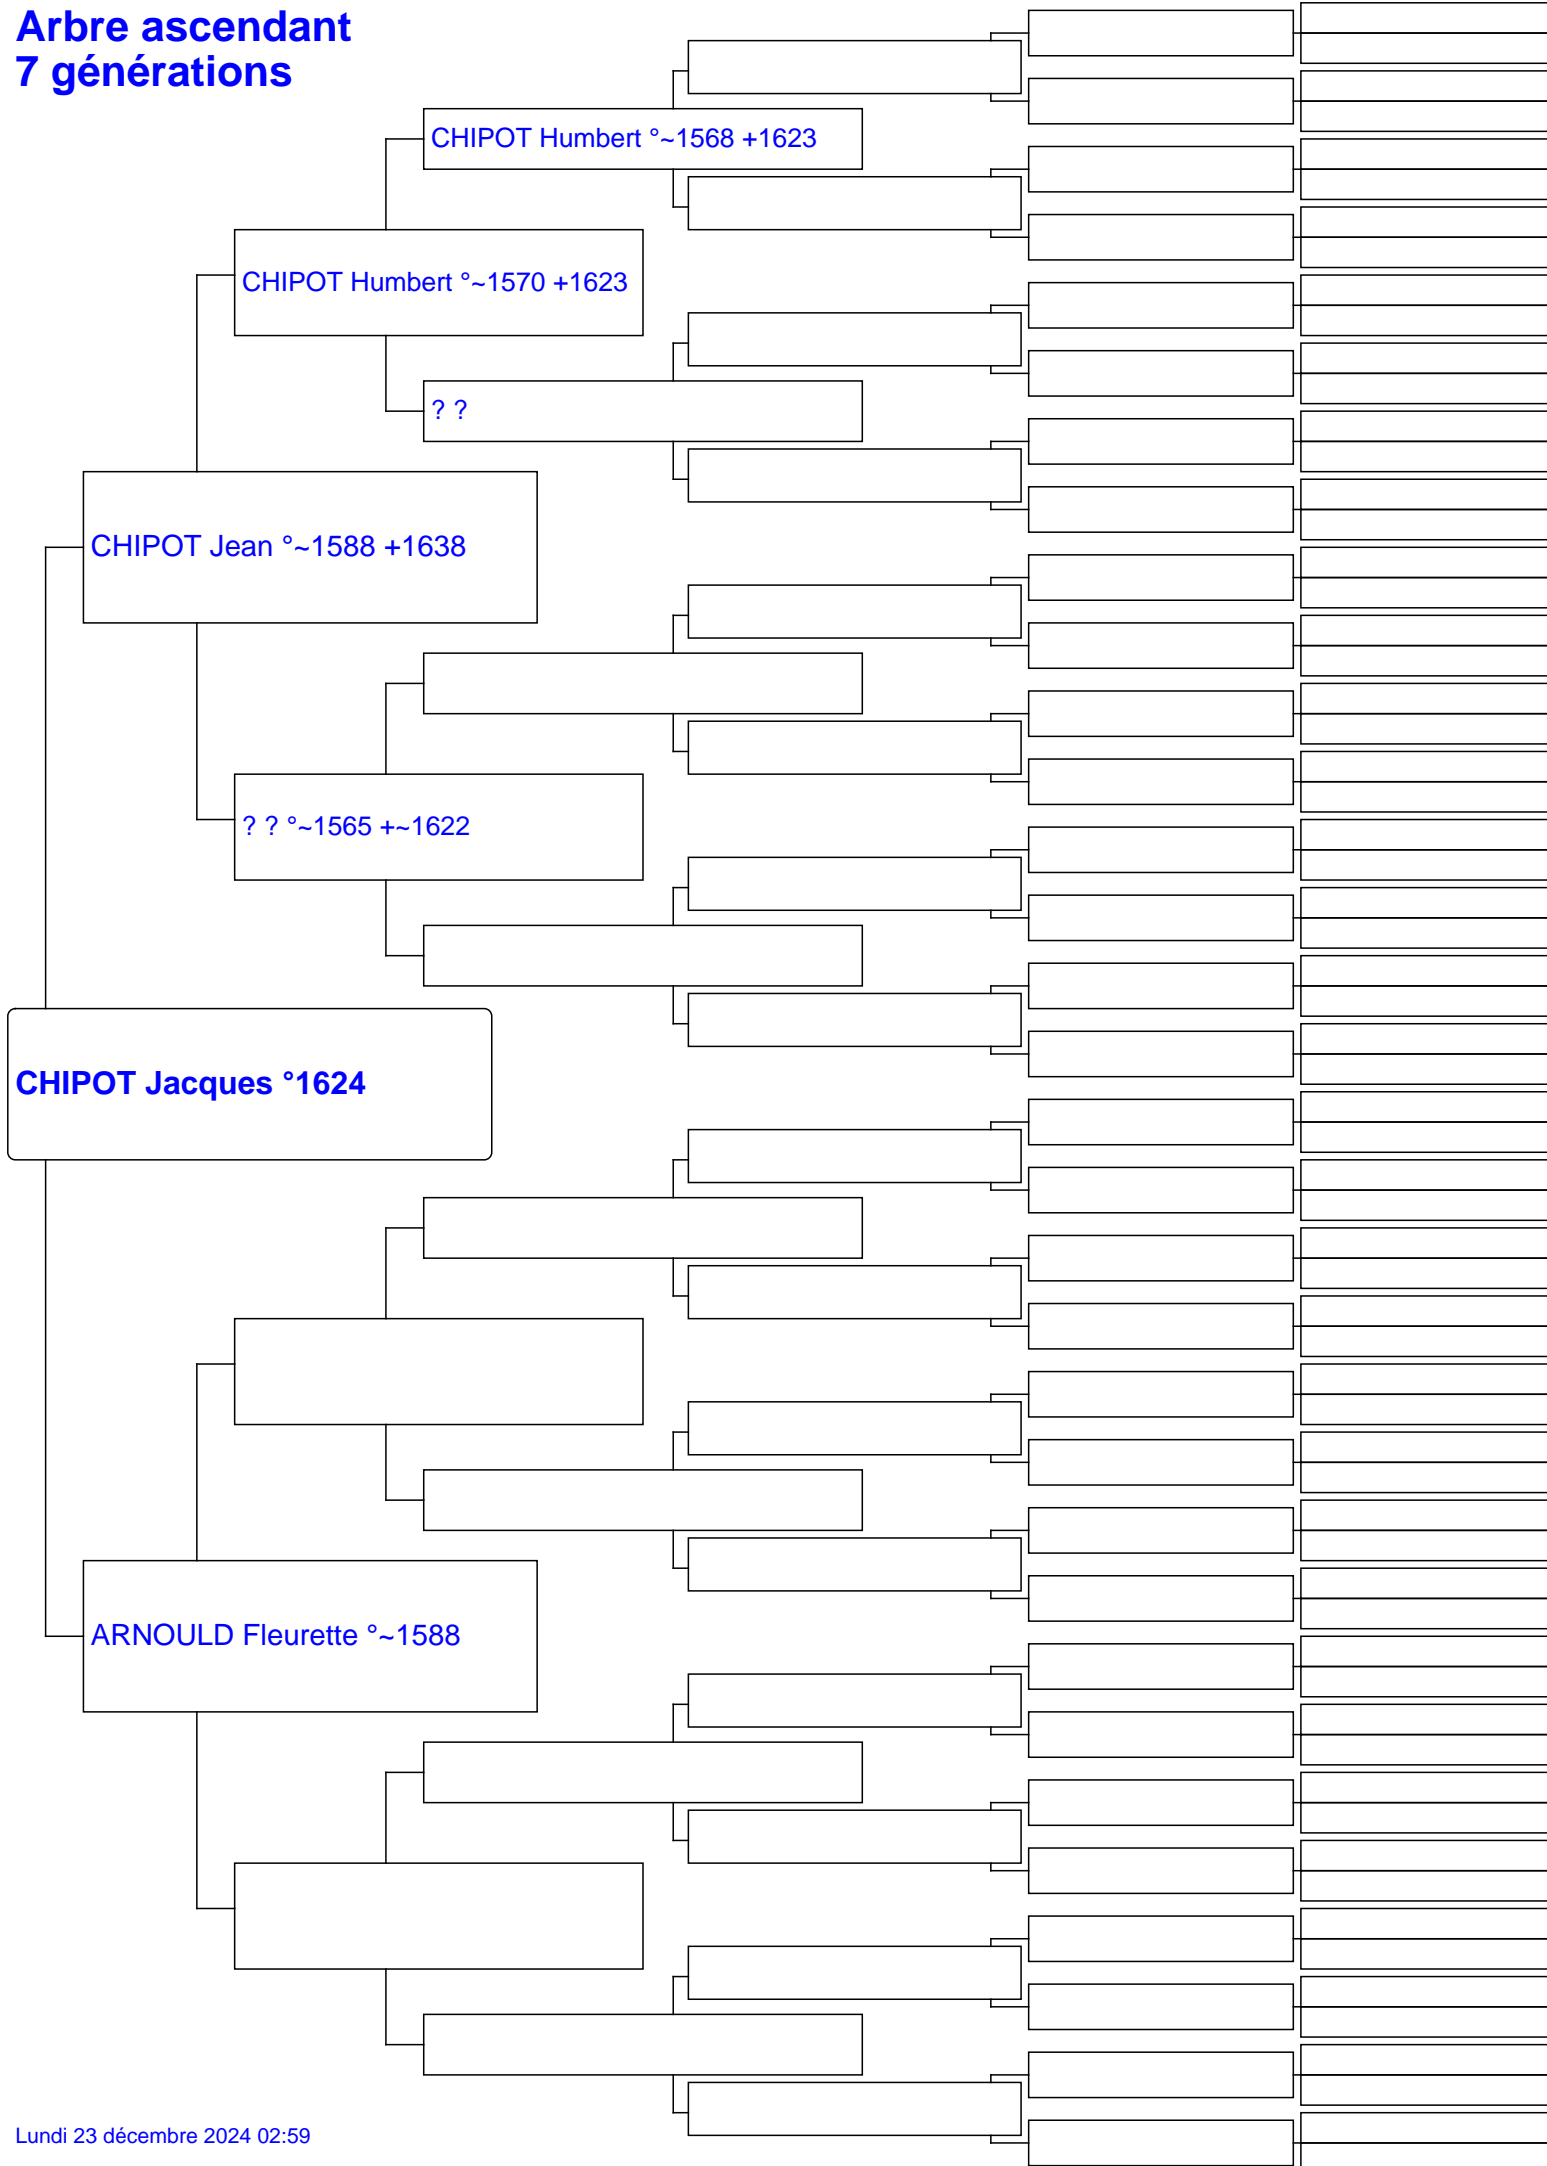 Arbre ascendant
7 générations
CHIPOT Humbert °~1568 +1623
CHIPOT Humbert °~1570 +1623
? ?
CHIPOT Jean °~1588 +1638
? ? °~1565 +~1622
CHIPOT Jacques °1624
ARNOULD Fleurette °~1588
Lundi 23 décembre 2024 02:59